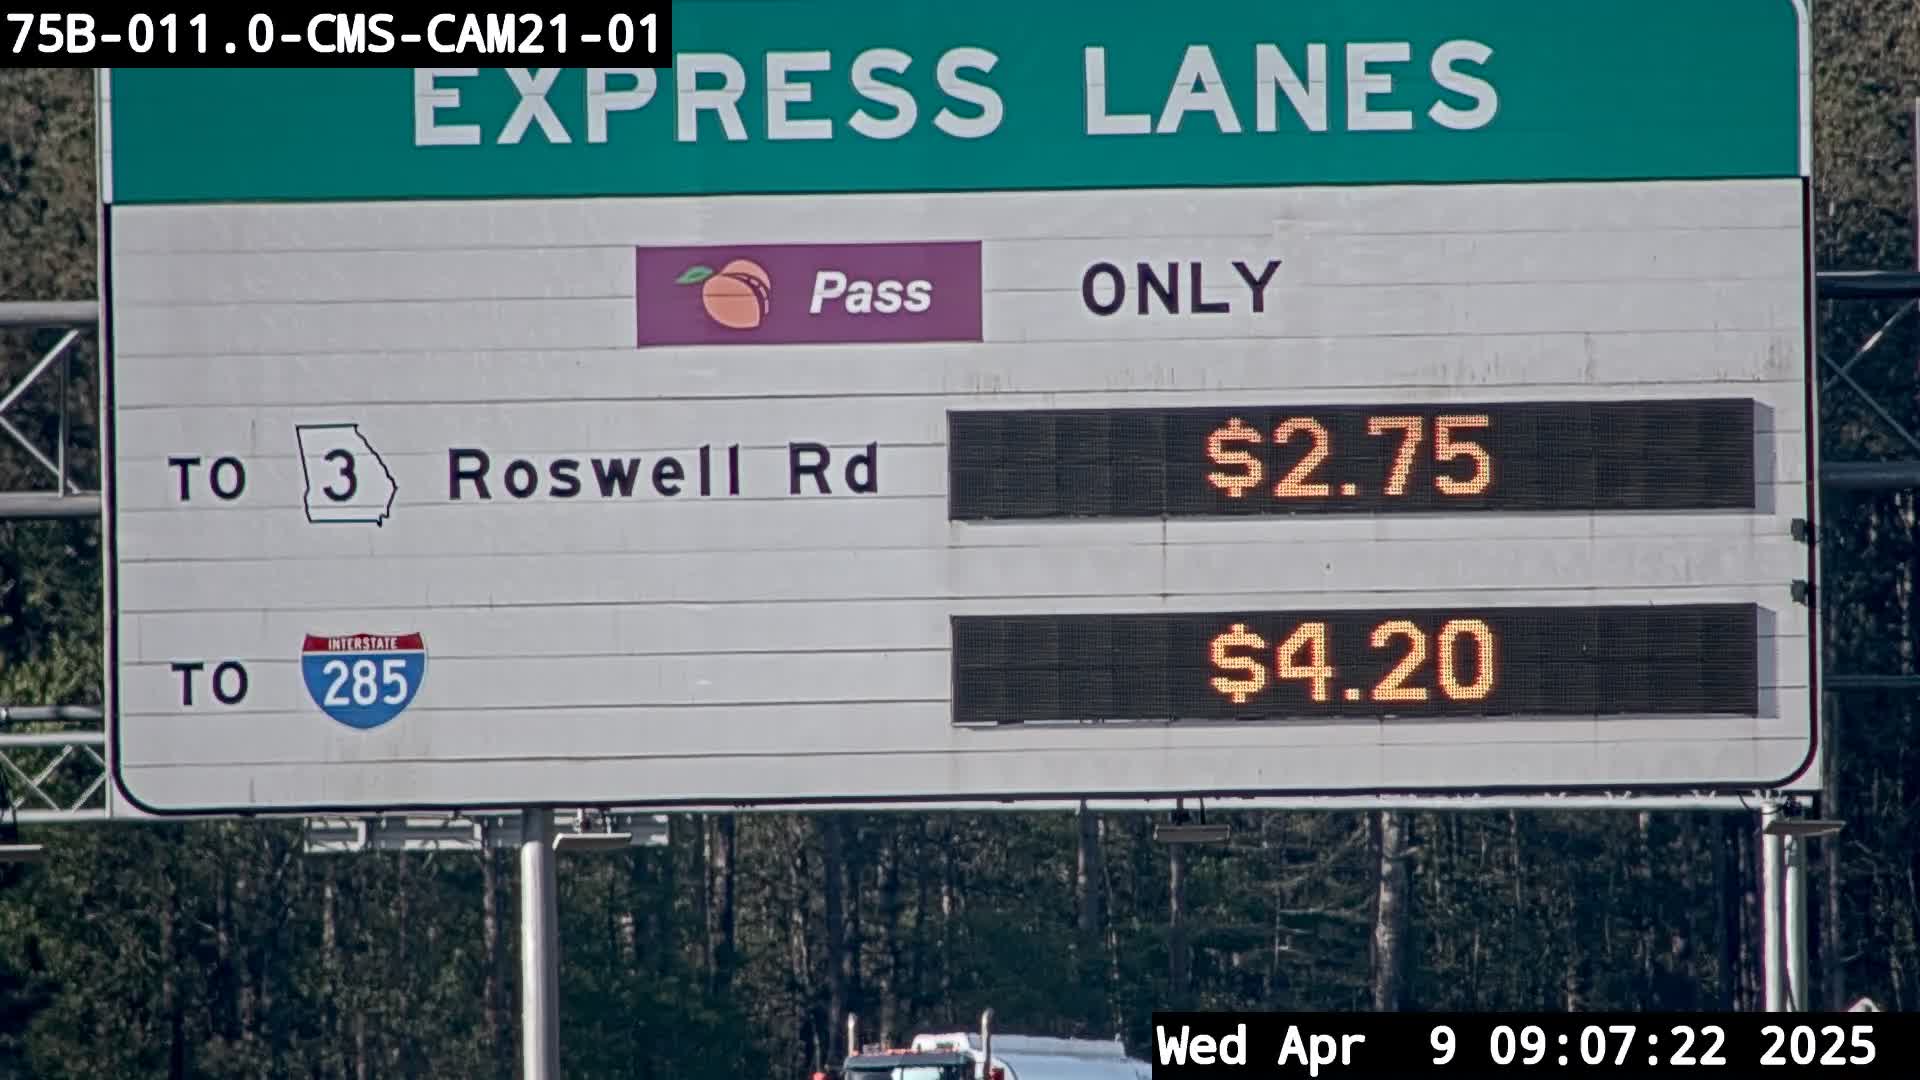 75B-011.0-CMS-CAM21-01
EXPRESS LANES
Pass ONLY
TO 3 Roswell Rd $2.75
INTERSTATE
TO 285 $4.20
Wed Apr 9 09:07:22 2025